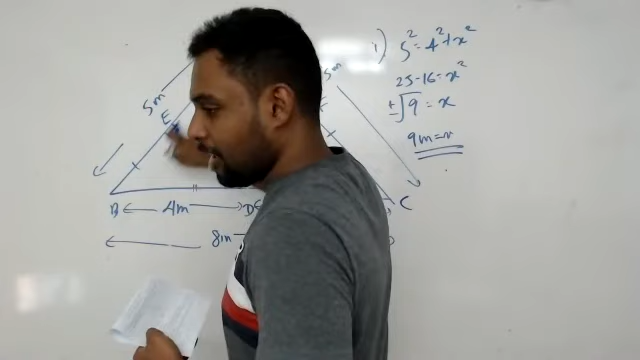 1) 5² = 4² + x²
25 - 16 = x²
± √9 = x
9m = x
5m
5m
E
F
B
4m
D
C
8m